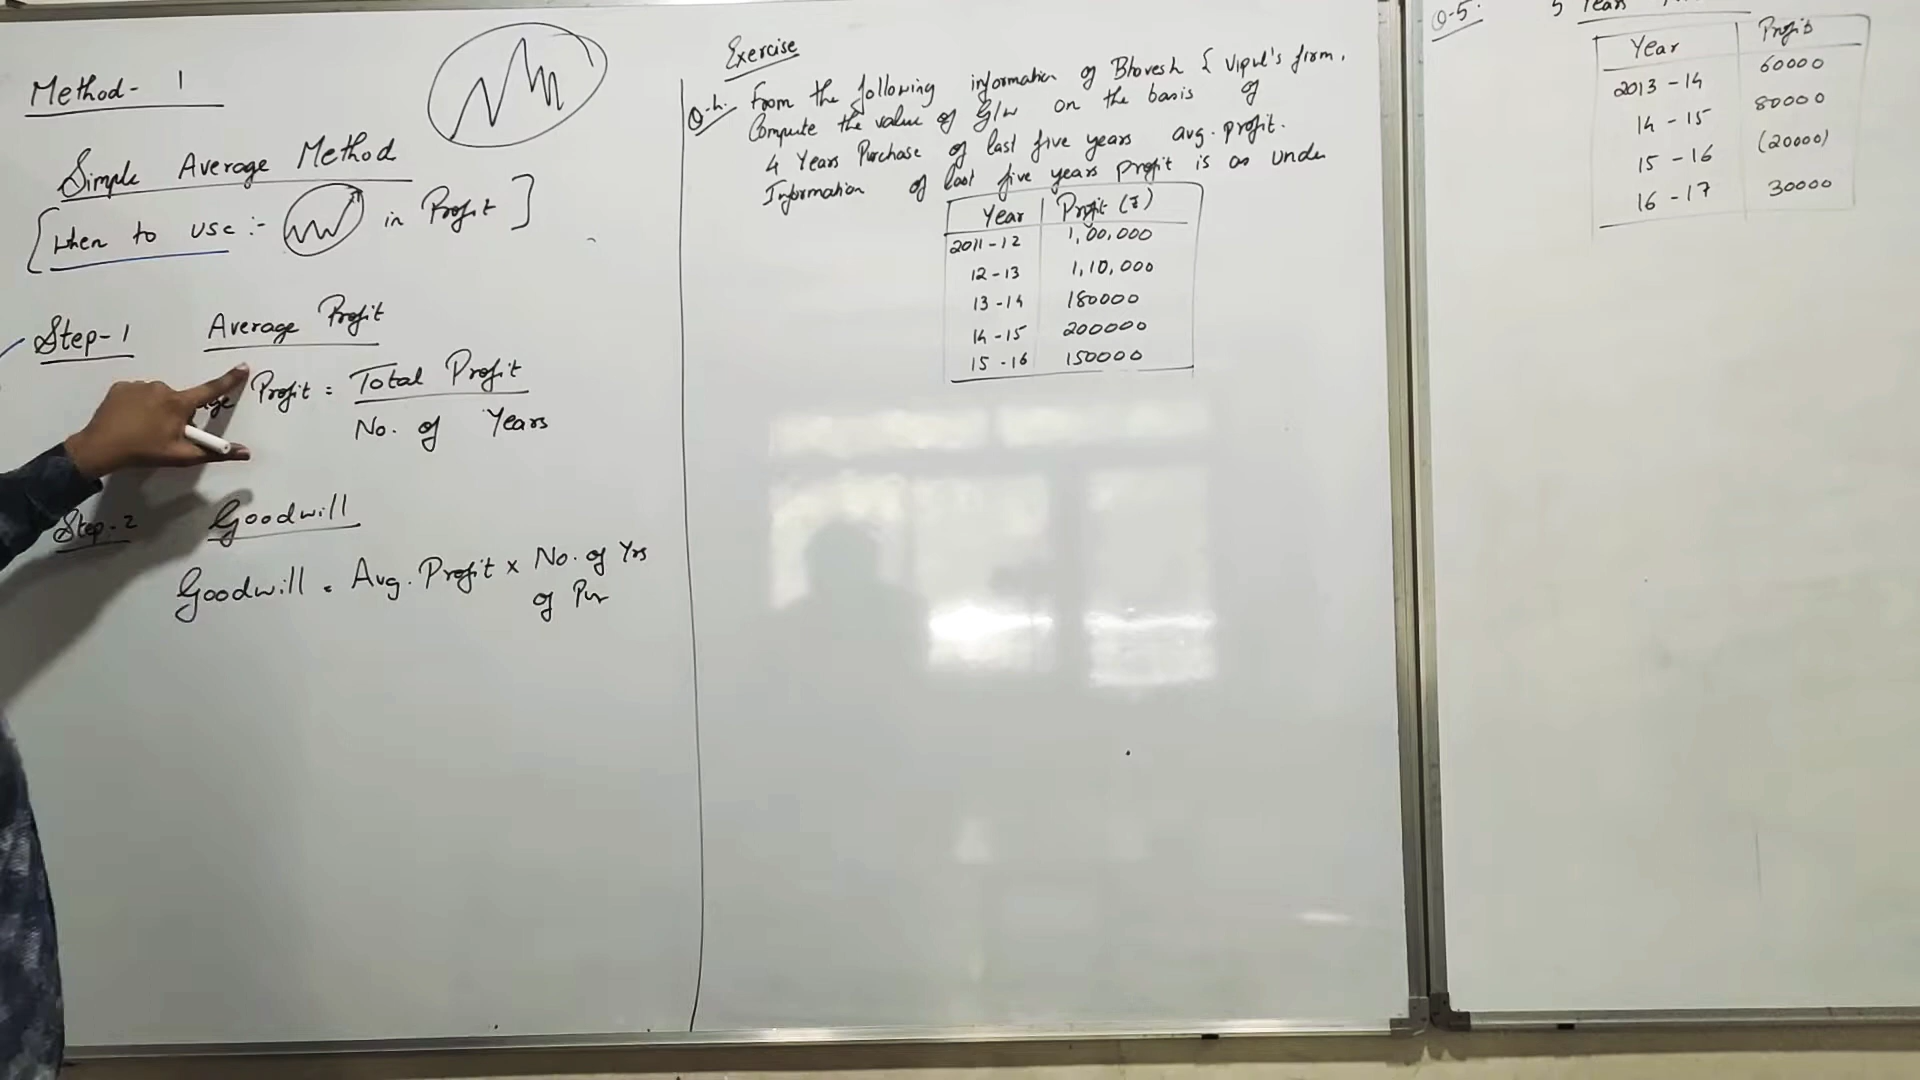 Method- 1
Simple Average Method
[When to use :- in Profit]
Step-1 Average Profit
Profit = Total Profit
No. of Years
Step-2 Goodwill
Goodwill = Avg. Profit x No. of Yrs
of Pur
Exercise
Q-4. From the following information of Bhavesh & Vipul's firm.
Compute the value of G/w on the basis of
4 Years Purchase of last five years avg. profit.
Information of last five years profit is as under
Year Profit (₹)
2011-12 1,00,000
12-13 1,10,000
13-14 180000
14-15 200000
15-16 150000
Q-5. 5 Years
Year Profit
2013-14 60000
14-15 80000
15-16 (20000)
16-17 30000